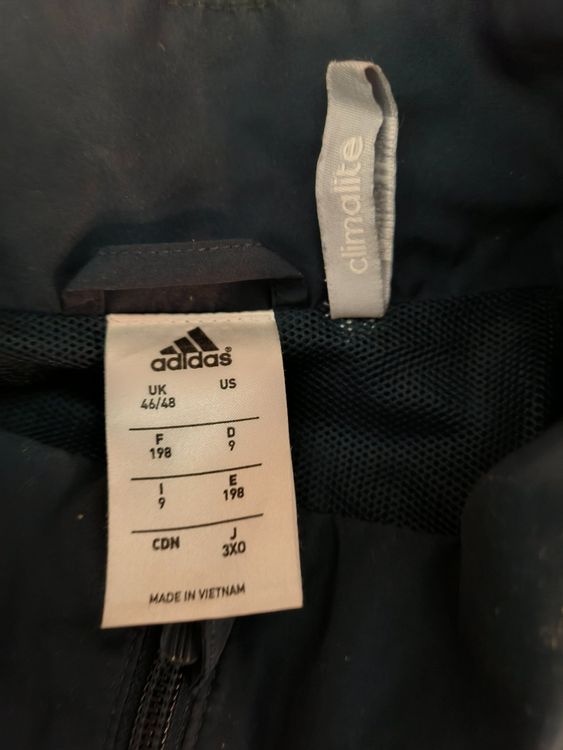 climalite
adidas®
UK US
46/48
F D
198 9
I E
9 198
CDN J
3XO
MADE IN VIETNAM